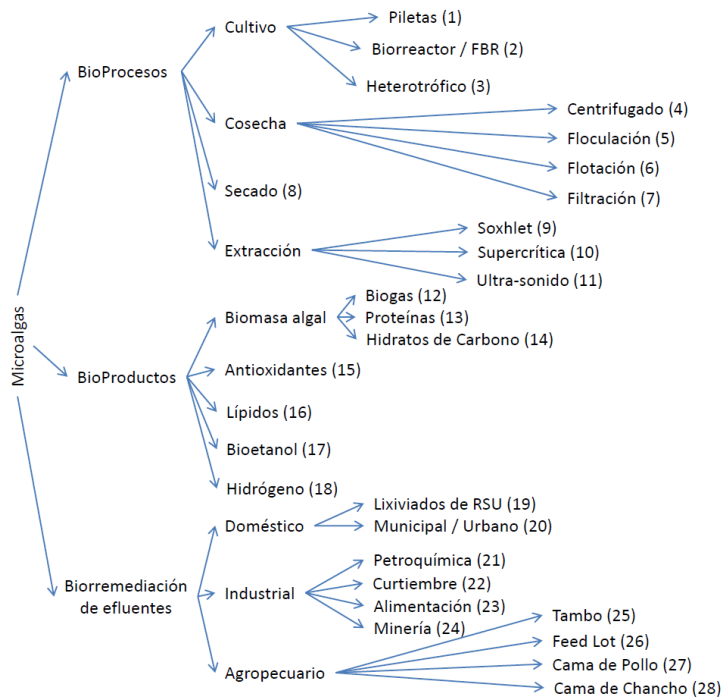 Microalgas
BioProcesos
Cultivo
Piletas (1)
Biorreactor / FBR (2)
Heterotrófico (3)
Cosecha
Centrifugado (4)
Floculación (5)
Flotación (6)
Filtración (7)
Secado (8)
Extracción
Soxhlet (9)
Supercrítica (10)
Ultra-sonido (11)
BioProductos
Biomasa algal
Biogas (12)
Proteínas (13)
Hidratos de Carbono (14)
Antioxidantes (15)
Lípidos (16)
Bioetanol (17)
Hidrógeno (18)
Biorremediación
de efluentes
Doméstico
Lixiviados de RSU (19)
Municipal / Urbano (20)
Industrial
Petroquímica (21)
Curtiembre (22)
Alimentación (23)
Minería (24)
Agropecuario
Tambo (25)
Feed Lot (26)
Cama de Pollo (27)
Cama de Chancho (28)